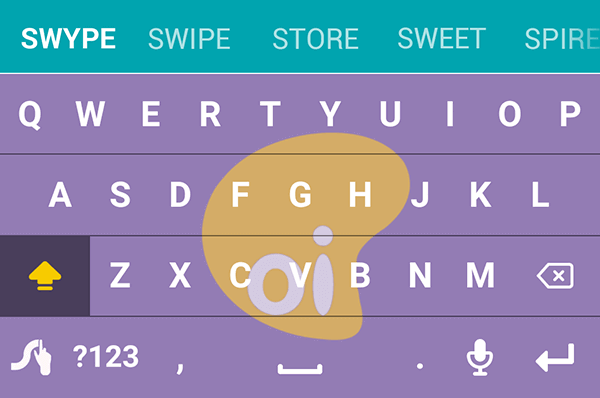 SWYPE SWIPE STORE SWEET SPIRE
Q W E R T Y U I O P
A S D F G H J K L
oi
Z X C V B N M
?123 , .